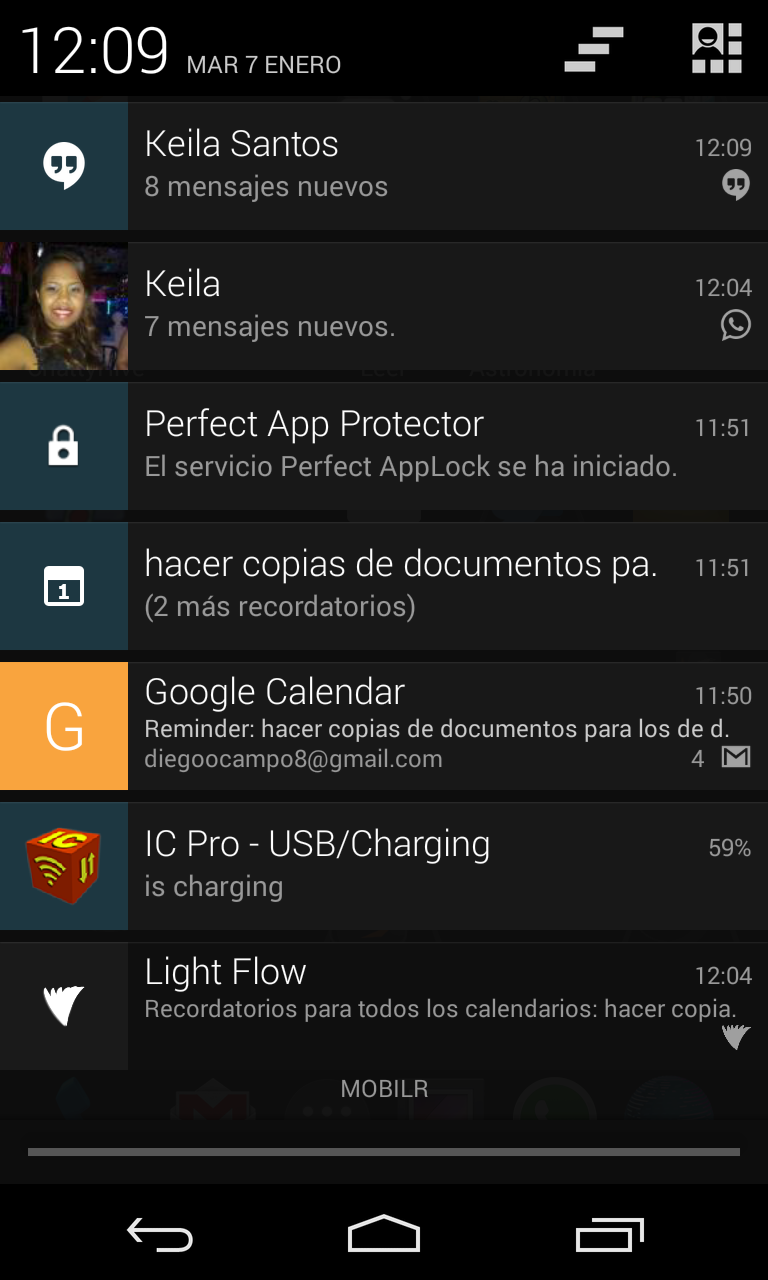 12:09 MAR 7 ENERO
Keila Santos 12:09
8 mensajes nuevos
Keila 12:04
7 mensajes nuevos.
Perfect App Protector 11:51
El servicio Perfect AppLock se ha iniciado.
1
hacer copias de documentos pa. 11:51
(2 más recordatorios)
G
Google Calendar 11:50
Reminder: hacer copias de documentos para los de d.
diegoocampo8@gmail.com 4
IC
IC Pro - USB/Charging 59%
is charging
Light Flow 12:04
Recordatorios para todos los calendarios: hacer copia.
MOBILR